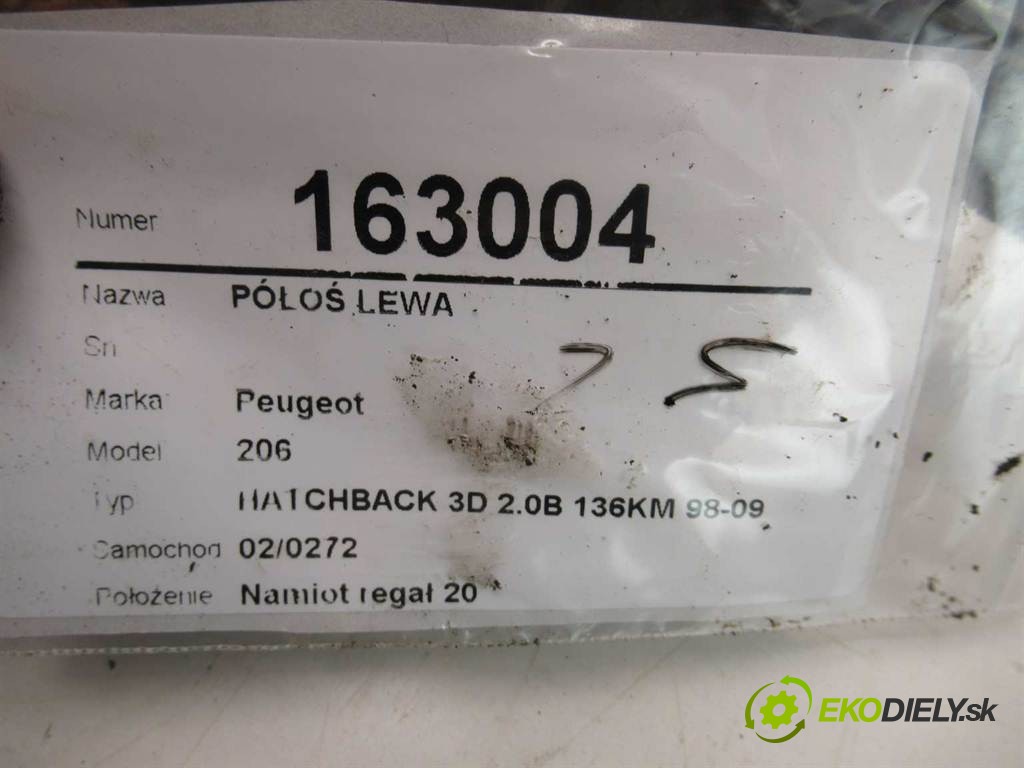 Numer 163004
Nazwa PÓŁOŚ LEWA
Sn
Marka Peugeot
Model 206
Typ HATCHBACK 3D 2.0B 136KM 98-09
Samochod 02/0272
Położenie Namiot regał 20
EKODIELY.sk